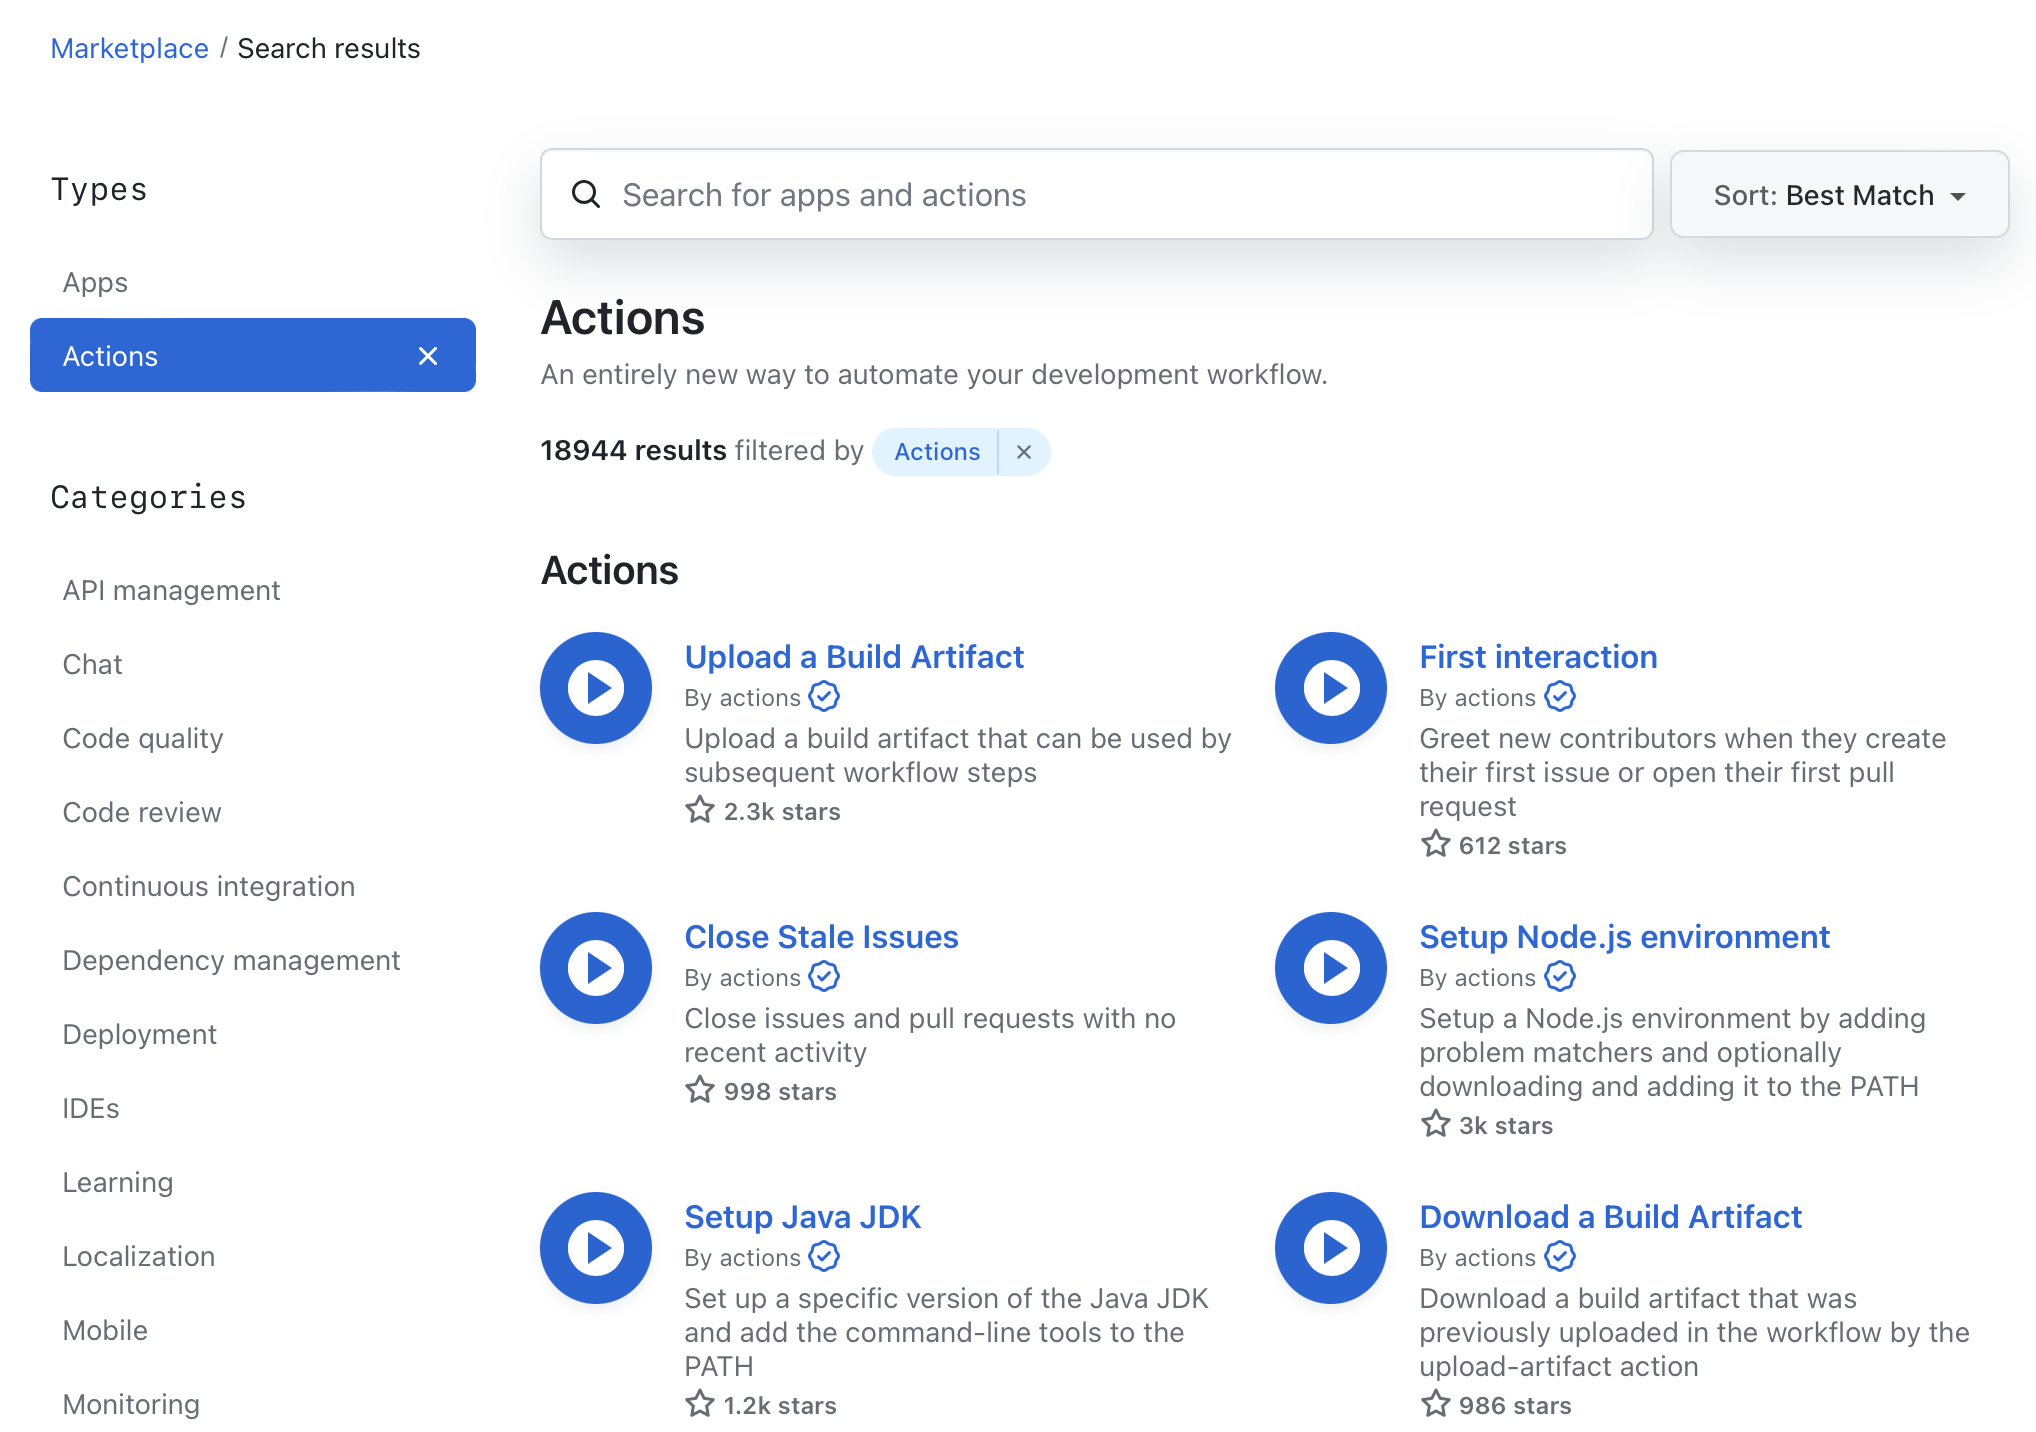 Marketplace / Search results
Types
Apps
Actions
Categories
API management
Chat
Code quality
Code review
Continuous integration
Dependency management
Deployment
IDEs
Learning
Localization
Mobile
Monitoring
Search for apps and actions
Sort: Best Match
Actions
An entirely new way to automate your development workflow.
18944 results filtered by Actions
Actions
Upload a Build Artifact
By actions
Upload a build artifact that can be used by
subsequent workflow steps
2.3k stars
First interaction
By actions
Greet new contributors when they create
their first issue or open their first pull
request
612 stars
Close Stale Issues
By actions
Close issues and pull requests with no
recent activity
998 stars
Setup Node.js environment
By actions
Setup a Node.js environment by adding
problem matchers and optionally
downloading and adding it to the PATH
3k stars
Setup Java JDK
By actions
Set up a specific version of the Java JDK
and add the command-line tools to the
PATH
1.2k stars
Download a Build Artifact
By actions
Download a build artifact that was
previously uploaded in the workflow by the
upload-artifact action
986 stars